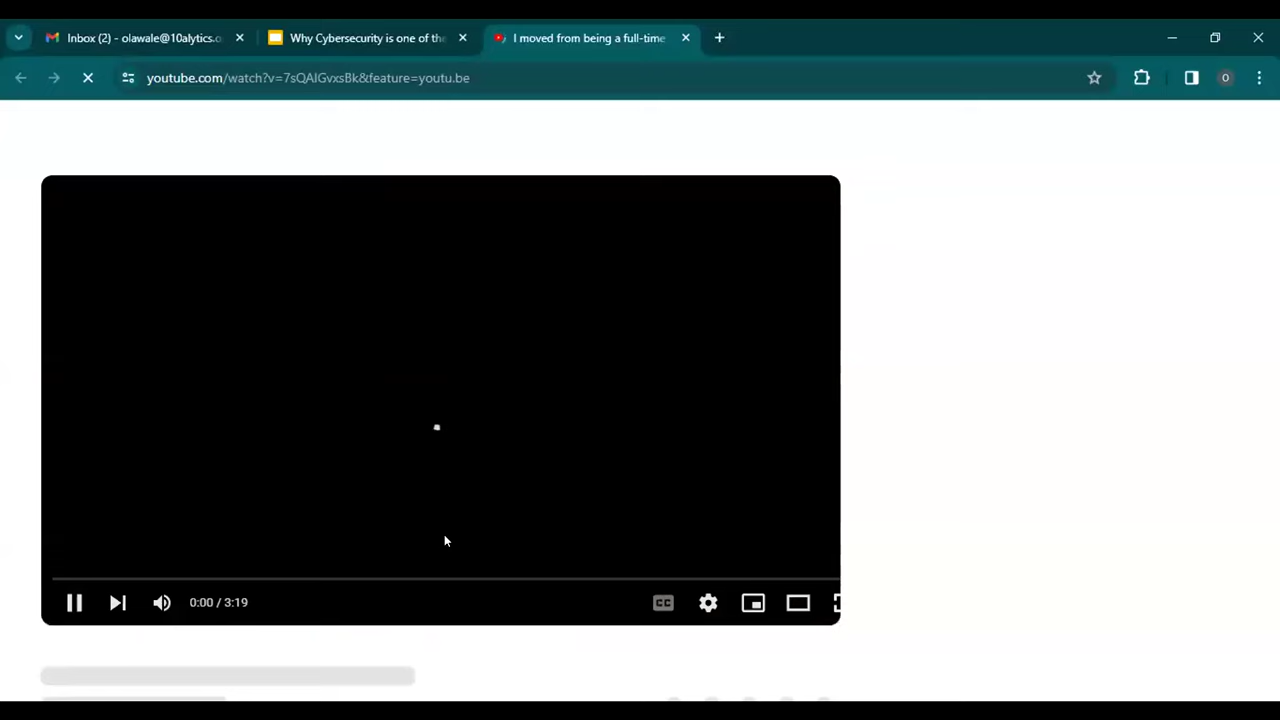 Inbox (2) - olawale@10alytics.o
Why Cybersecurity is one of the
I moved from being a full-time
youtube.com/watch?v=7sQAlGvxsBk&feature=youtu.be
O
0:00 / 3:19
CC